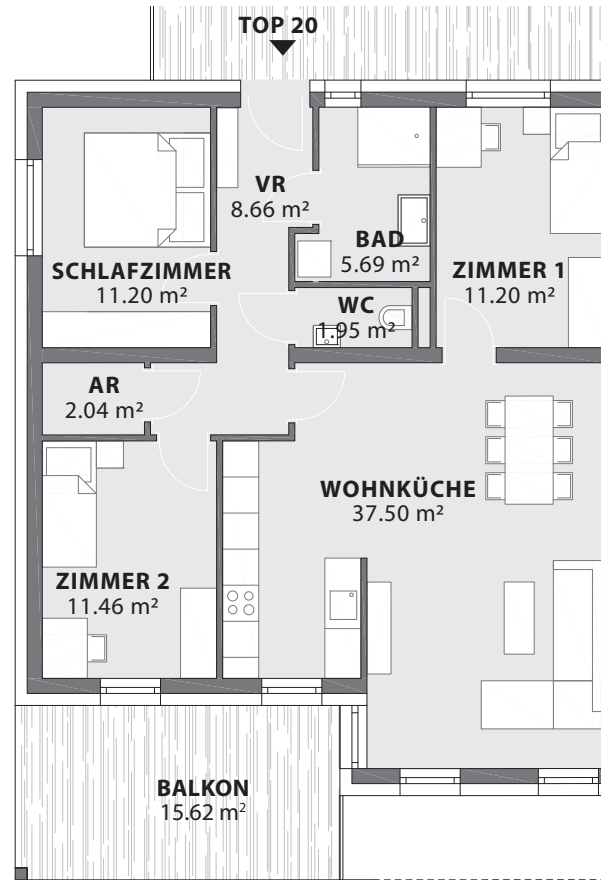 TOP 20
VR
8.66 m²
BAD
5.69 m²
SCHLAFZIMMER
11.20 m²
ZIMMER 1
11.20 m²
WC
1.95 m²
AR
2.04 m²
WOHNKÜCHE
37.50 m²
ZIMMER 2
11.46 m²
BALKON
15.62 m²